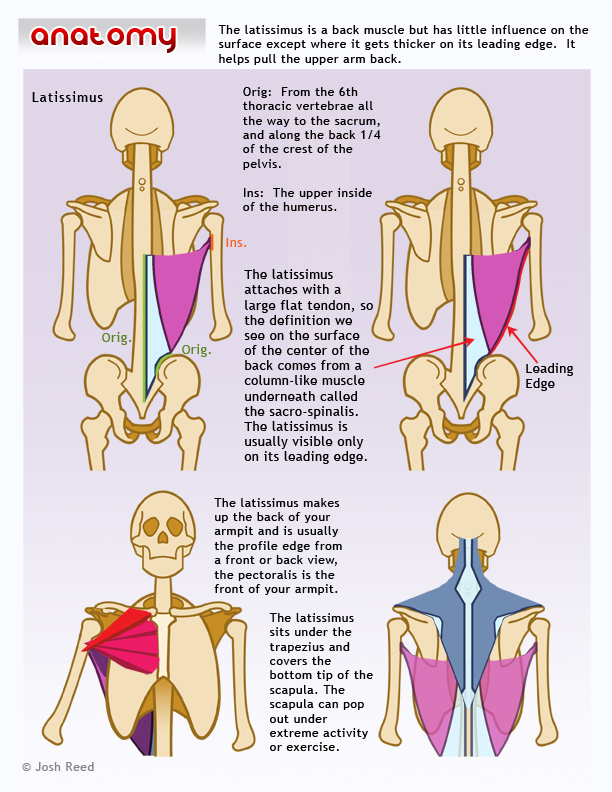 anatomy
The latissimus is a back muscle but has little influence on the
surface except where it gets thicker on its leading edge.  It
helps pull the upper arm back.
Latissimus
Orig:  From the 6th
thoracic vertebrae all
the way to the sacrum,
and along the back 1/4
of the crest of the
pelvis.
Ins:  The upper inside
of the humerus.
Ins.
The latissimus
attaches with a
large flat tendon, so
the definition we
see on the surface
of the center of the
back comes from a
column-like muscle
underneath called
the sacro-spinalis.
The latissimus is
usually visible only
on its leading edge.
Orig.
Orig.
Leading
Edge
The latissimus makes
up the back of your
armpit and is usually
the profile edge from
a front or back view,
the pectoralis is the
front of your armpit.
The latissimus
sits under the
trapezius and
covers the
bottom tip of the
scapula. The
scapula can pop
out under
extreme activity
or exercise.
© Josh Reed